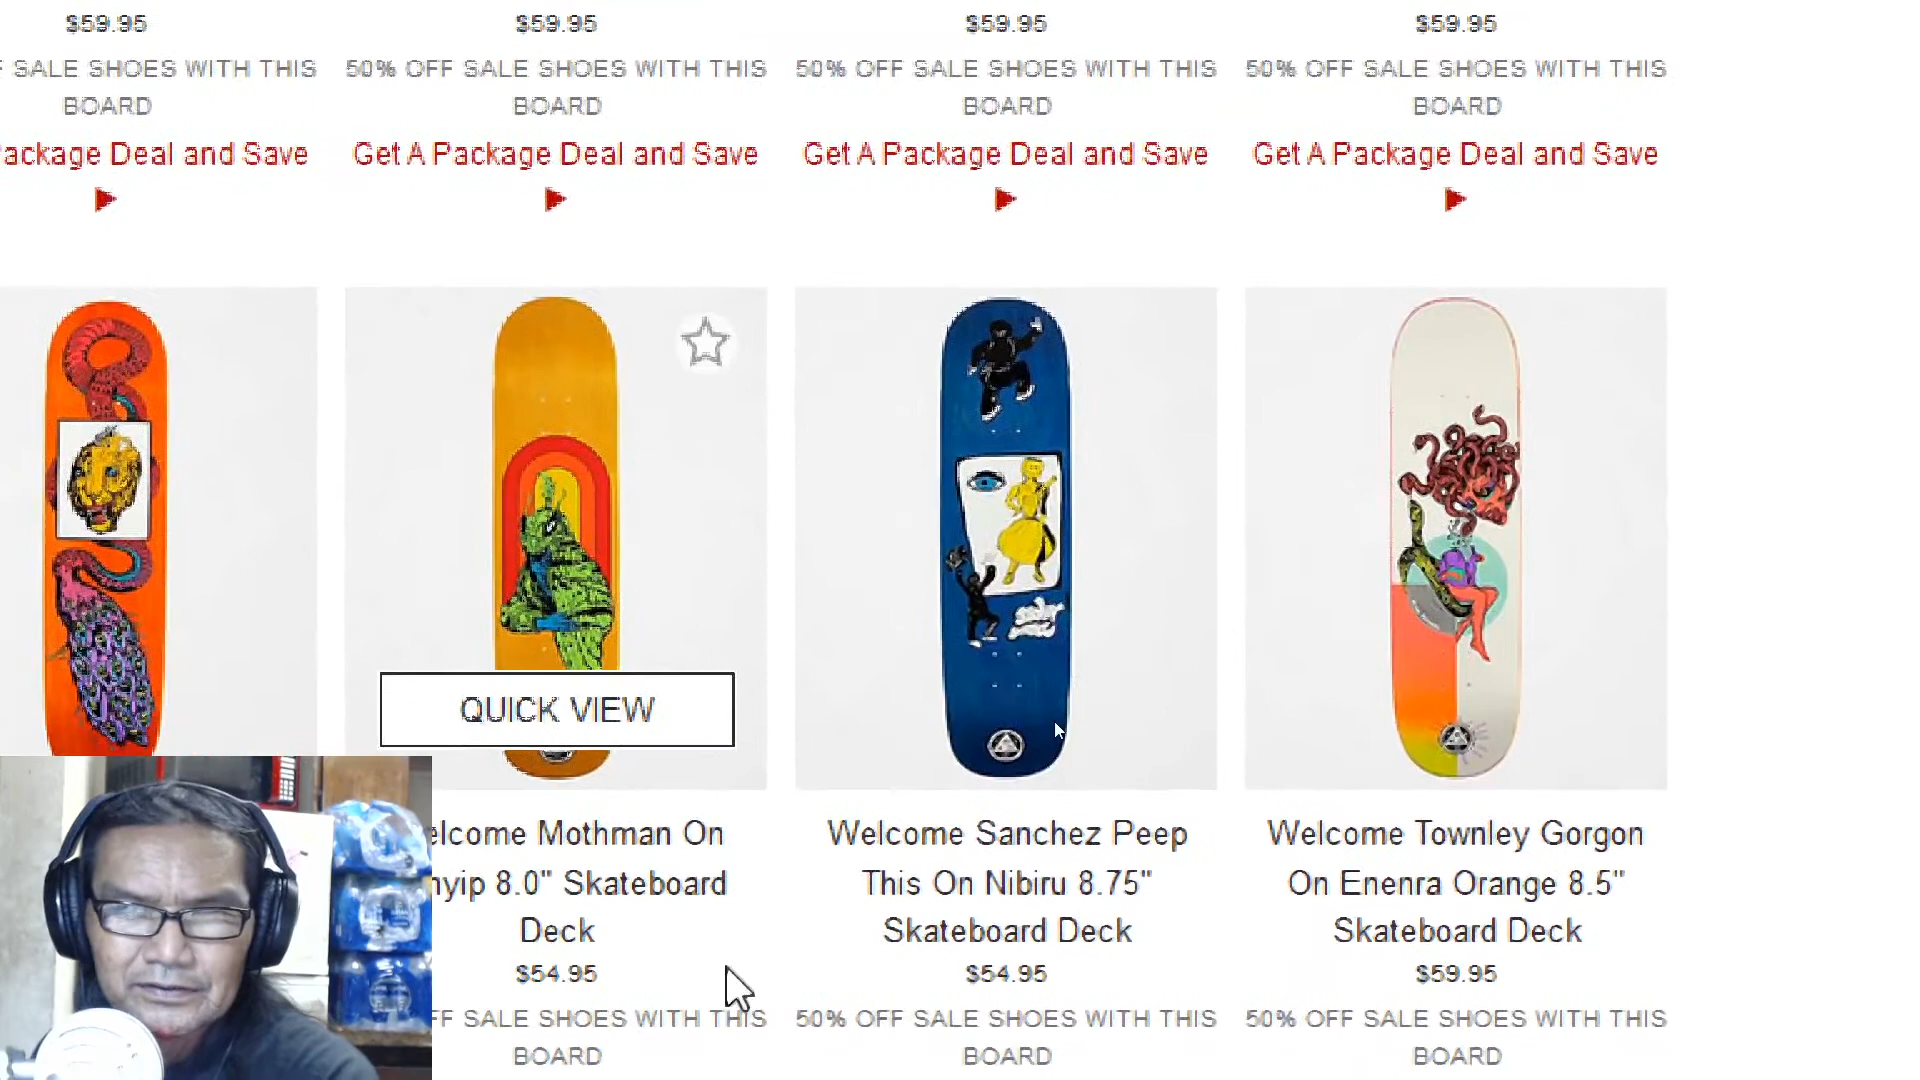 $59.95 $59.95 $59.95 $59.95
SALE SHOES WITH THIS 50% OFF SALE SHOES WITH THIS 50% OFF SALE SHOES WITH THIS 50% OFF SALE SHOES WITH THIS
BOARD BOARD BOARD BOARD
ackage Deal and Save Get A Package Deal and Save Get A Package Deal and Save Get A Package Deal and Save
QUICK VIEW
elcome Mothman On
nyip 8.0" Skateboard
Deck
$54.95
FF SALE SHOES WITH THIS
BOARD
Welcome Sanchez Peep
This On Nibiru 8.75"
Skateboard Deck
$54.95
50% OFF SALE SHOES WITH THIS
BOARD
Welcome Townley Gorgon
On Enenra Orange 8.5"
Skateboard Deck
$59.95
50% OFF SALE SHOES WITH THIS
BOARD